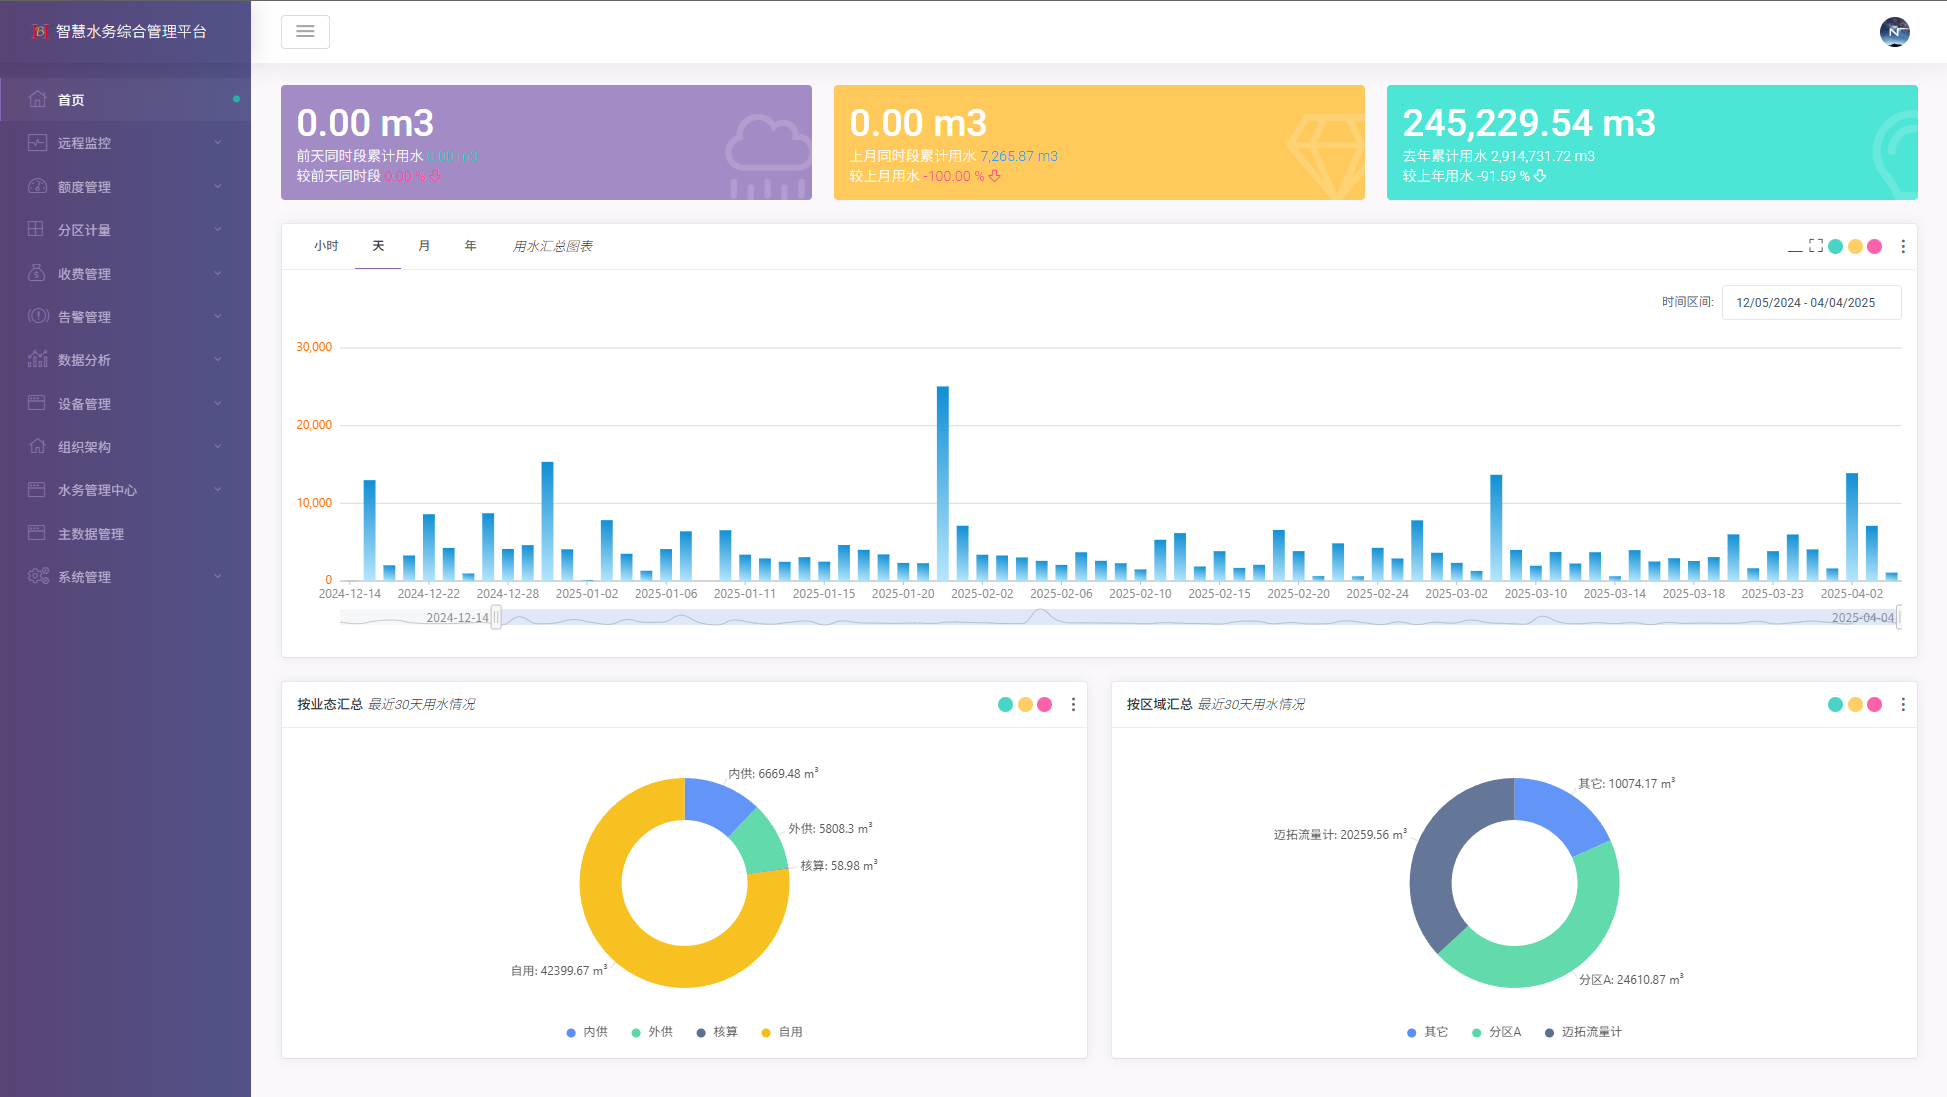 智慧水务综合管理平台
首页
远程监控
额度管理
分区计量
收费管理
告警管理
数据分析
设备管理
组织架构
水务管理中心
主数据管理
系统管理
0.00 m3
前天同时段累计用水 0.00 m3
较前天同时段 0.00 %
0.00 m3
上月同时段累计用水 7,265.87 m3
较上月用水 -100.00 %
245,229.54 m3
去年累计用水 2,914,731.72 m3
较上年用水 -91.59 %
小时 天 月 年 用水汇总图表
时间区间: 12/05/2024 - 04/04/2025
30,000
20,000
10,000
0
2024-12-14 2024-12-22 2024-12-28 2025-01-02 2025-01-06 2025-01-11 2025-01-15 2025-01-20 2025-02-02 2025-02-06 2025-02-10 2025-02-15 2025-02-20 2025-02-24 2025-03-02 2025-03-10 2025-03-14 2025-03-18 2025-03-23 2025-04-02
2024-12-14 2025-04-04
按业态汇总 最近30天用水情况
内供: 6669.48 m³
外供: 5808.3 m³
核算: 58.98 m³
自用: 42399.67 m³
内供 外供 核算 自用
按区域汇总 最近30天用水情况
其它: 10074.17 m³
迈拓流量计: 20259.56 m³
分区A: 24610.87 m³
其它 分区A 迈拓流量计